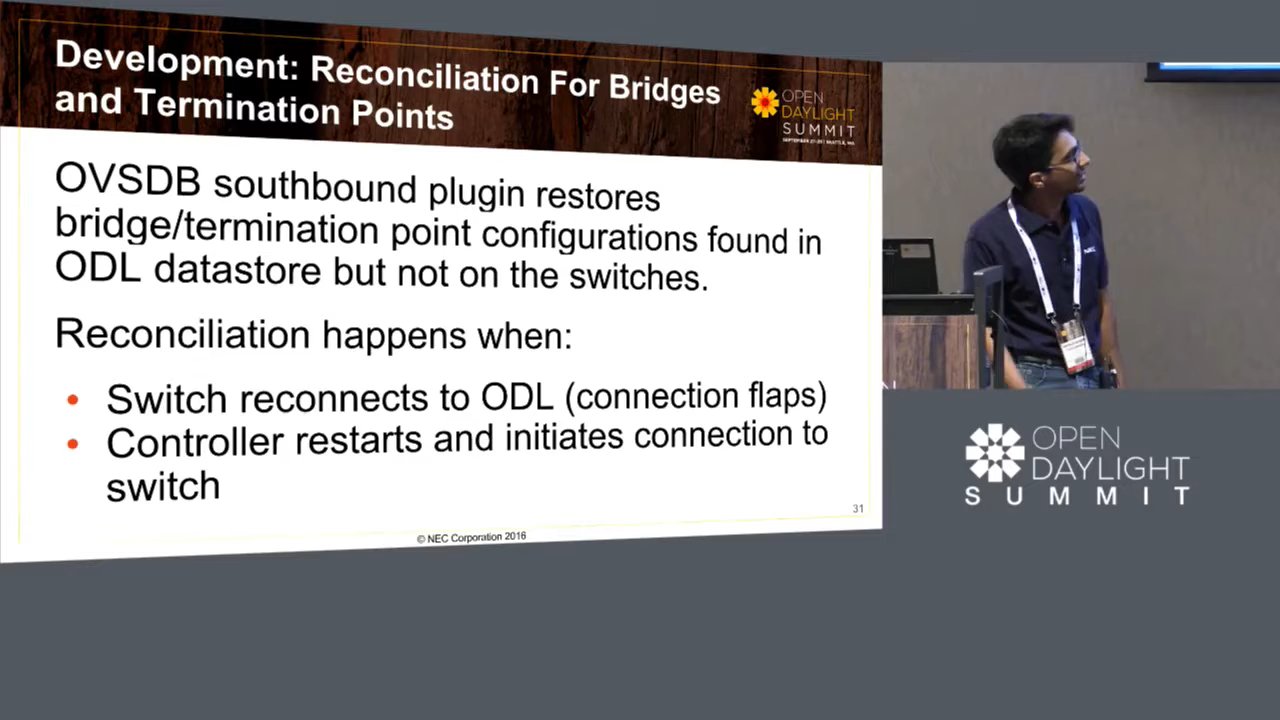 Development: Reconciliation For Bridges
and Termination Points
OPEN
DAYLIGHT
SUMMIT
OVSDB southbound plugin restores
bridge/termination point configurations found in
ODL datastore but not on the switches.
Reconciliation happens when:
• Switch reconnects to ODL (connection flaps)
• Controller restarts and initiates connection to
switch
31
© NEC Corporation 2016
NEC
OPEN
DAYLIGHT
SUMMIT